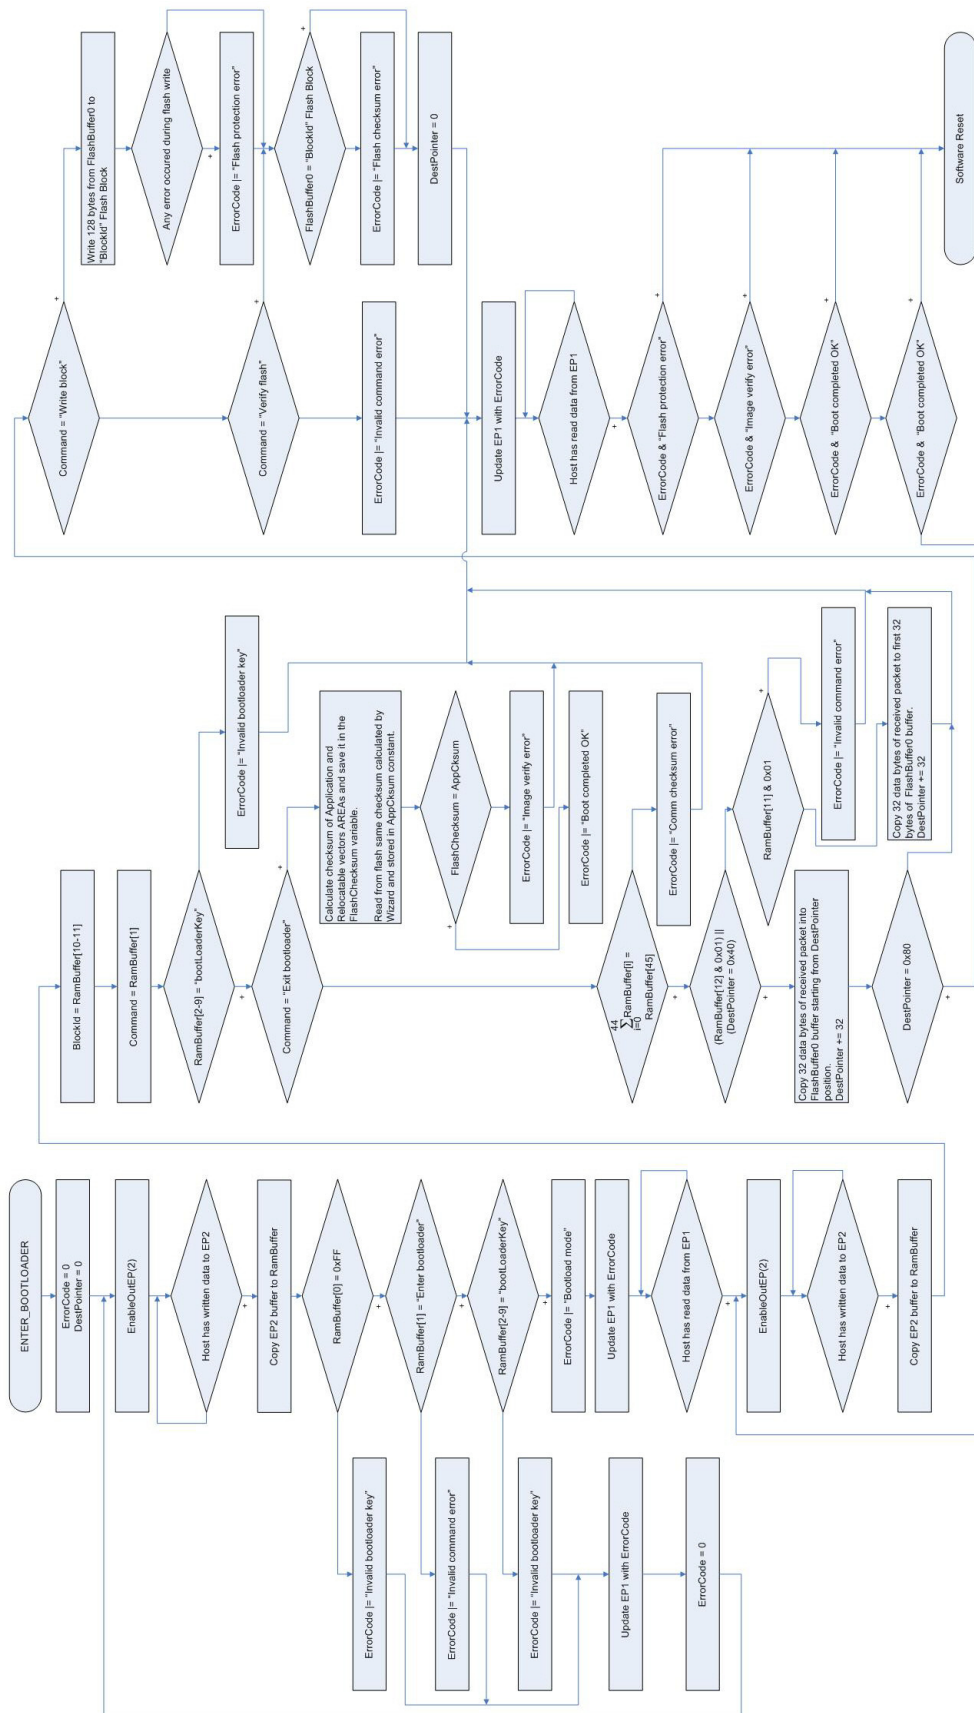 ENTER_BOOTLOADER
ErrorCode = 0
DestPointer = 0
EnableOutEP(2)
Host has written data to EP2
+
Copy EP2 buffer to RamBuffer
RamBuffer[0] = 0xFF
+
RamBuffer[1] = "Enter bootloader"
+
RamBuffer[2-9] = "bootLoaderKey"
+
ErrorCode |= "Bootload mode"
Update EP1 with ErrorCode
Host has read data from EP1
+
EnableOutEP(2)
Host has written data to EP2
+
Copy EP2 buffer to RamBuffer
ErrorCode |= "Invalid bootloader key"
ErrorCode |= "Invalid command error"
ErrorCode |= "Invalid bootloader key"
Update EP1 with ErrorCode
ErrorCode = 0
BlockId = RamBuffer[10-11]
Command = RamBuffer[1]
RamBuffer[2-9] = "bootLoaderKey"
+
+
ErrorCode |= "Invalid bootloader key"
Command = "Exit bootloader"
+
Calculate checksum of Application and
Relocatable vectors AREAs and save it in the
FlashChecksum variable.
Read from flash same checksum calculated by
Wizard and stored in AppCksum constant.
FlashChecksum = AppCksum
+
ErrorCode |= "Image verify error"
ErrorCode |= "Boot completed OK"
44
∑RamBuffer[i] =
i=0
RamBuffer[45]
+
+
ErrorCode |= "Comm checksum error"
(RamBuffer[12] & 0x01) ||
(DestPointer = 0x40)
+
+
RamBuffer[11] & 0x01
+
ErrorCode |= "Invalid command error"
Copy 32 data bytes of received packet to first 32
bytes of FlashBuffer0 buffer.
DestPointer += 32
Copy 32 data bytes of received packet into
FlashBuffer0 buffer starting from DestPointer
position.
DestPointer += 32
DestPointer = 0x80
+
Command = "Write block"
+
Write 128 bytes from FlashBuffer0 to
"BlockId" Flash Block
Any error occured during flash write
+
ErrorCode |= "Flash protection error"
Command = "Verify flash"
+
FlashBuffer0 = "BlockId" Flash Block
+
ErrorCode |= "Flash checksum error"
DestPointer = 0
ErrorCode |= "Invalid command error"
Update EP1 with ErrorCode
Host has read data from EP1
+
ErrorCode & "Flash protection error"
+
ErrorCode & "Image verify error"
+
ErrorCode & "Boot completed OK"
+
ErrorCode & "Boot completed OK"
+
Software Reset